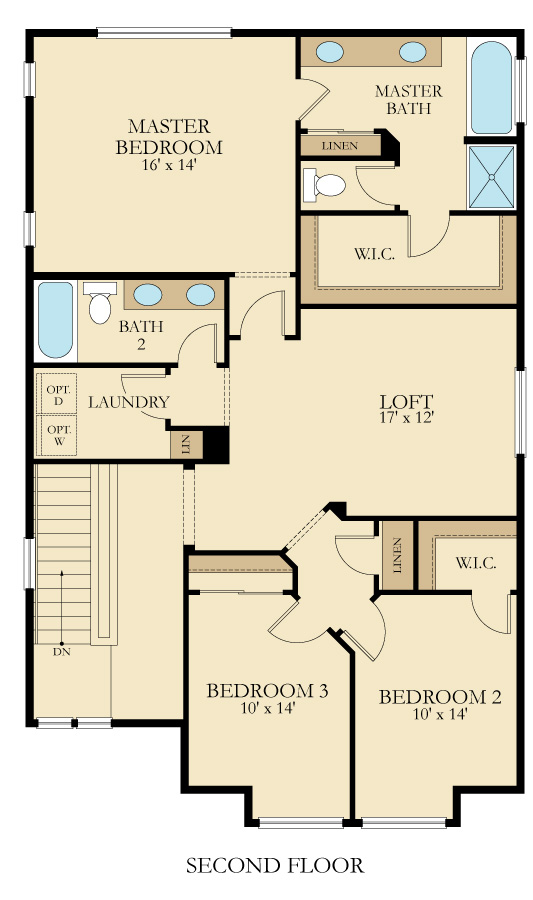 MASTER
BEDROOM
16' x 14'
MASTER
BATH
LINEN
W.I.C.
BATH
2
OPT.
D
LAUNDRY
OPT.
W
LIN
LOFT
17' x 12'
LINEN
W.I.C.
DN
BEDROOM 3
10' x 14'
BEDROOM 2
10' x 14'
SECOND FLOOR